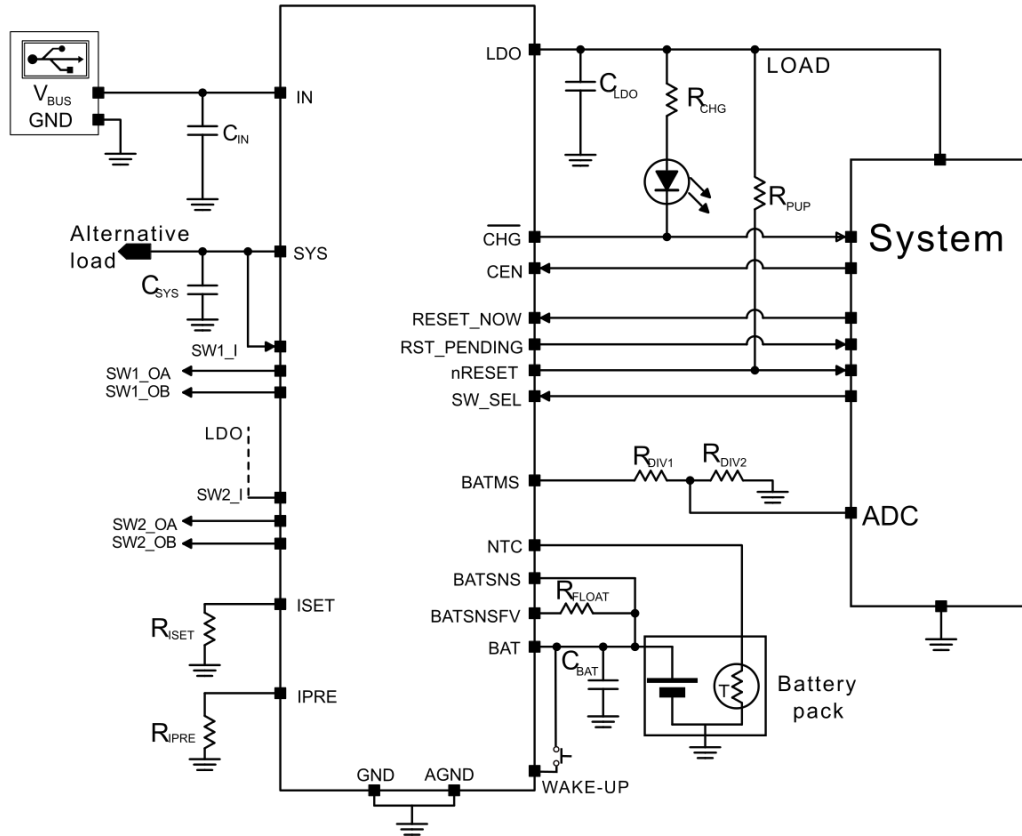 V_BUS
GND
IN
C_IN
Alternative
load
SYS
C_SYS
SW1_I
SW1_OA
SW1_OB
LDO
SW2_I
SW2_OA
SW2_OB
ISET
R_ISET
IPRE
R_IPRE
GND
AGND
LDO
C_LDO
R_CHG
LOAD
R_PUP
CHG
CEN
RESET_NOW
RST_PENDING
nRESET
SW_SEL
System
BATMS
R_DIV1
R_DIV2
ADC
NTC
BATSNS
BATSNSFV
R_FLOAT
BAT
C_BAT
T
Battery
pack
WAKE-UP